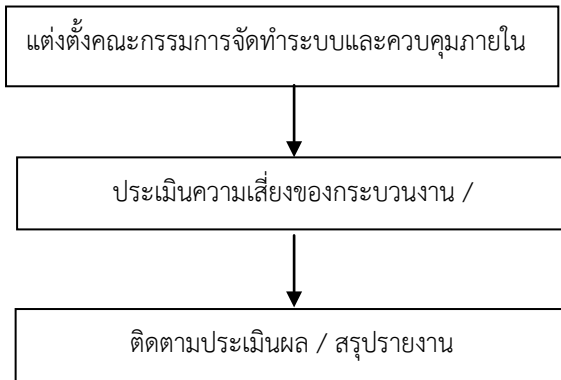 แต่งตั้งคณะกรรมการจัดทำระบบและควบคุมภายใน
ประเมินความเสี่ยงของกระบวนงาน /
ติดตามประเมินผล / สรุปรายงาน